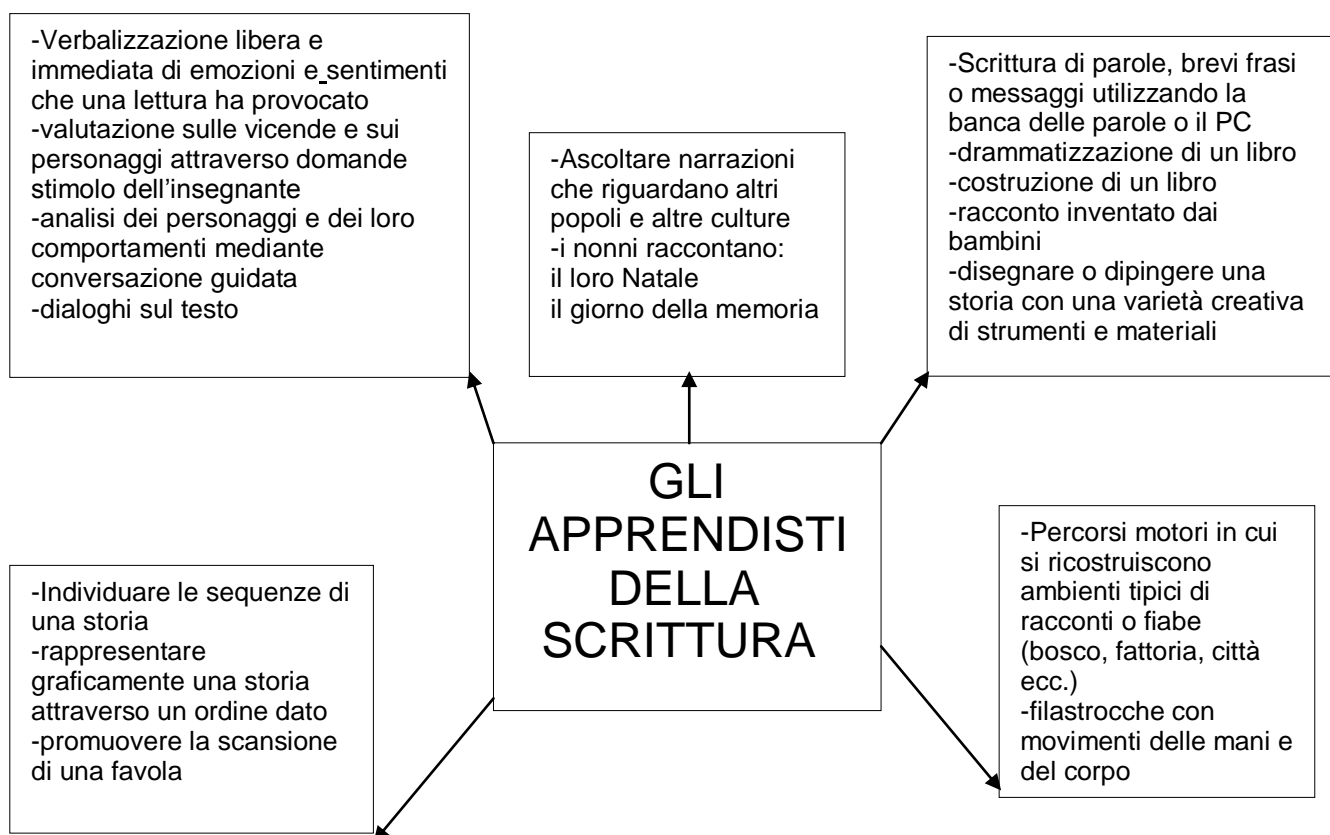 -Verbalizzazione libera e
immediata di emozioni e sentimenti
che una lettura ha provocato
-valutazione sulle vicende e sui
personaggi attraverso domande
stimolo dell’insegnante
-analisi dei personaggi e dei loro
comportamenti mediante
conversazione guidata
-dialoghi sul testo
-Ascoltare narrazioni
che riguardano altri
popoli e altre culture
-i nonni raccontano:
il loro Natale
il giorno della memoria
-Scrittura di parole, brevi frasi
o messaggi utilizzando la
banca delle parole o il PC
-drammatizzazione di un libro
-costruzione di un libro
-racconto inventato dai
bambini
-disegnare o dipingere una
storia con una varietà creativa
di strumenti e materiali
GLI
APPRENDISTI
DELLA
SCRITTURA
-Individuare le sequenze di
una storia
-rappresentare
graficamente una storia
attraverso un ordine dato
-promuovere la scansione
di una favola
-Percorsi motori in cui
si ricostruiscono
ambienti tipici di
racconti o fiabe
(bosco, fattoria, città
ecc.)
-filastrocche con
movimenti delle mani e
del corpo